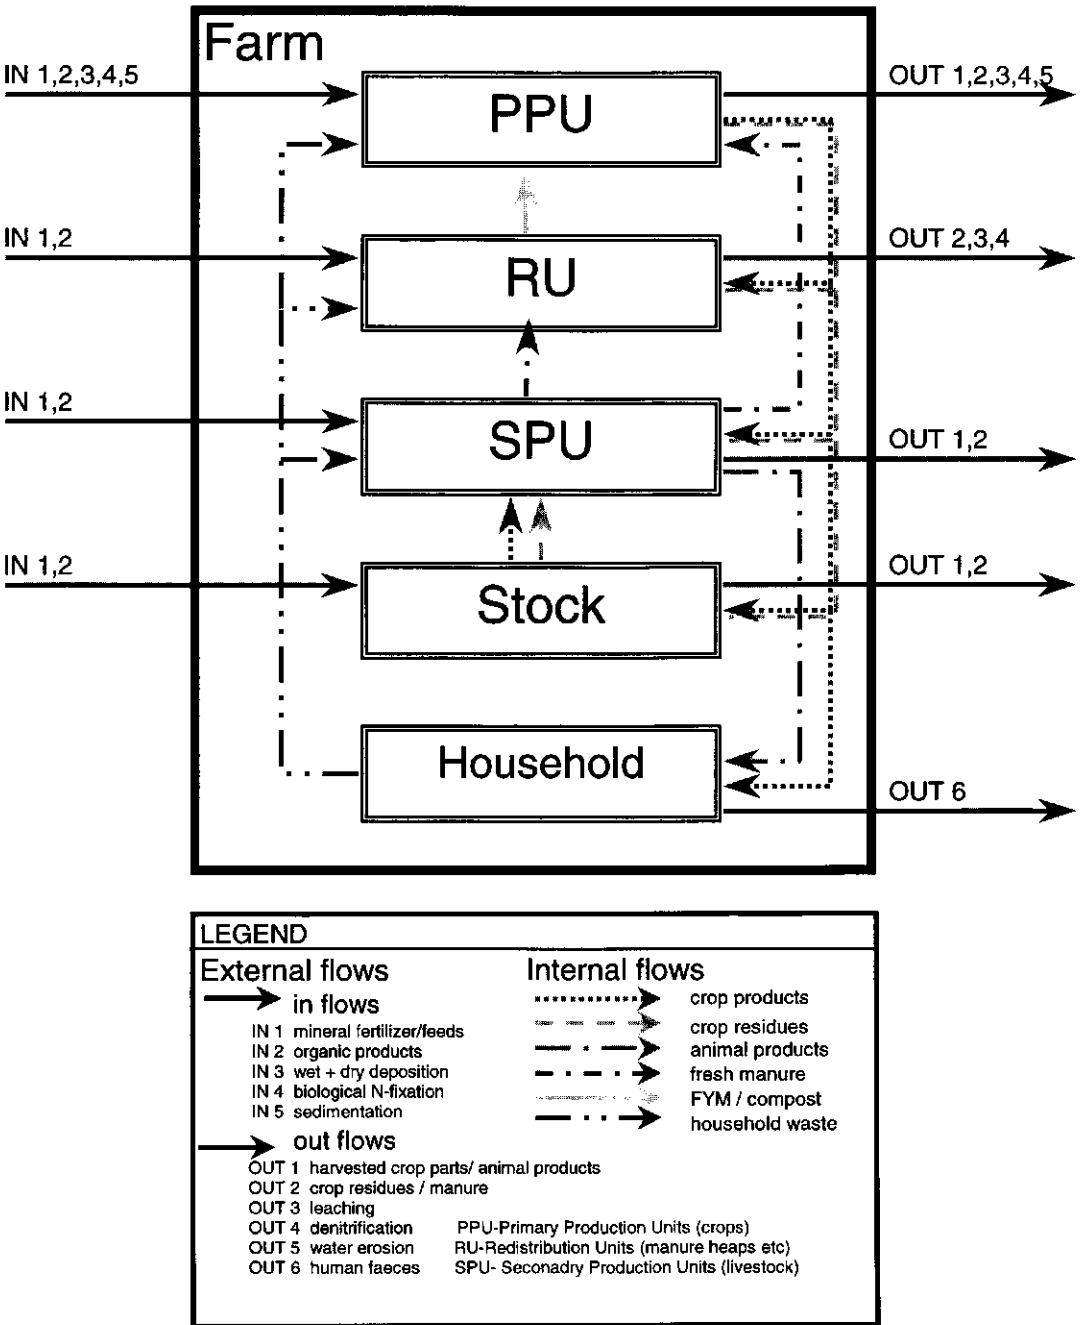 Farm
IN 1,2,3,4,5
PPU
OUT 1,2,3,4,5
IN 1,2
RU
OUT 2,3,4
IN 1,2
SPU
OUT 1,2
IN 1,2
Stock
OUT 1,2
Household
OUT 6
LEGEND
External flows
in flows
IN 1 mineral fertilizer/feeds
IN 2 organic products
IN 3 wet + dry deposition
IN 4 biological N-fixation
IN 5 sedimentation
out flows
OUT 1 harvested crop parts/ animal products
OUT 2 crop residues / manure
OUT 3 leaching
OUT 4 denitrification
OUT 5 water erosion
OUT 6 human faeces
Internal flows
crop products
crop residues
animal products
fresh manure
FYM / compost
household waste
PPU-Primary Production Units (crops)
RU-Redistribution Units (manure heaps etc)
SPU- Seconadry Production Units (livestock)